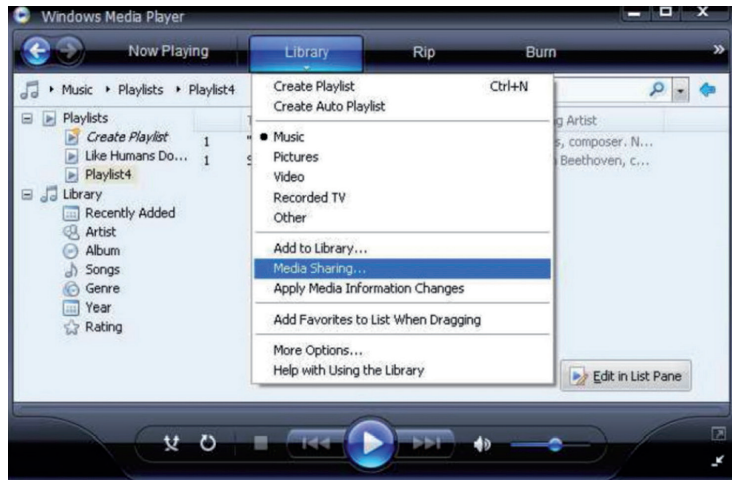 Windows Media Player
Now Playing Library Rip Burn »
Music Playlists Playlist4
Create Playlist Ctrl+N
Create Auto Playlist
Music
Pictures
Video
Recorded TV
Other
Add to Library...
Media Sharing...
Apply Media Information Changes
Add Favorites to List When Dragging
More Options...
Help with Using the Library
Playlists
Create Playlist
Like Humans Do...
Playlist4
Library
Recently Added
Artist
Album
Songs
Genre
Year
Rating
1
1
Artist
composer. N...
Beethoven, c...
Edit in List Pane